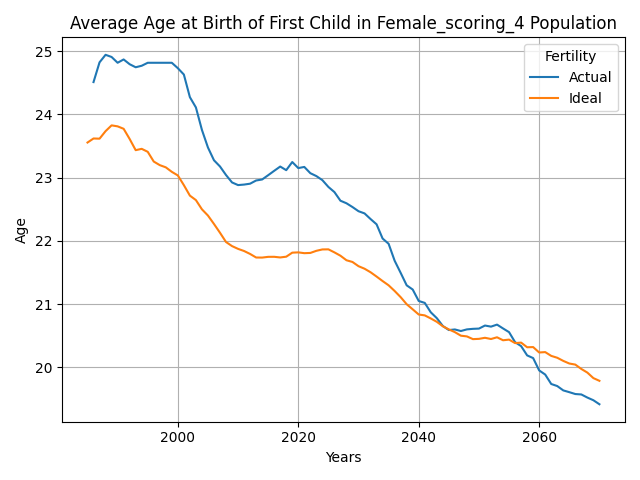 Average Age at Birth of First Child in Female_scoring_4 Population
Fertility
Actual
Ideal
Age
25
24
23
22
21
20
2000
2020
2040
2060
Years